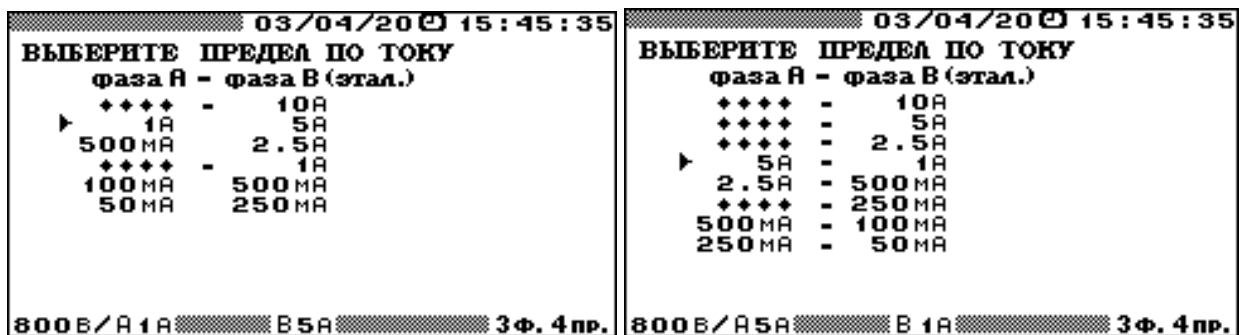 03/04/20 15:45:35
ВЫБЕРИТЕ ПРЕДЕЛ ПО ТОКУ
фаза А - фаза В (этал.)
++++ - 10А
1А 5А
500мА 2.5А
++++ - 1А
100мА 500мА
50мА 250мА
800В/А1А В5А 3ф.4пр.
03/04/20 15:45:35
ВЫБЕРИТЕ ПРЕДЕЛ ПО ТОКУ
фаза А - фаза В (этал.)
++++ - 10А
++++ - 5А
++++ - 2.5А
5А - 1А
2.5А - 500мА
++++ - 250мА
500мА - 100мА
250мА - 50мА
800В/А5А В 1А 3ф.4пр.